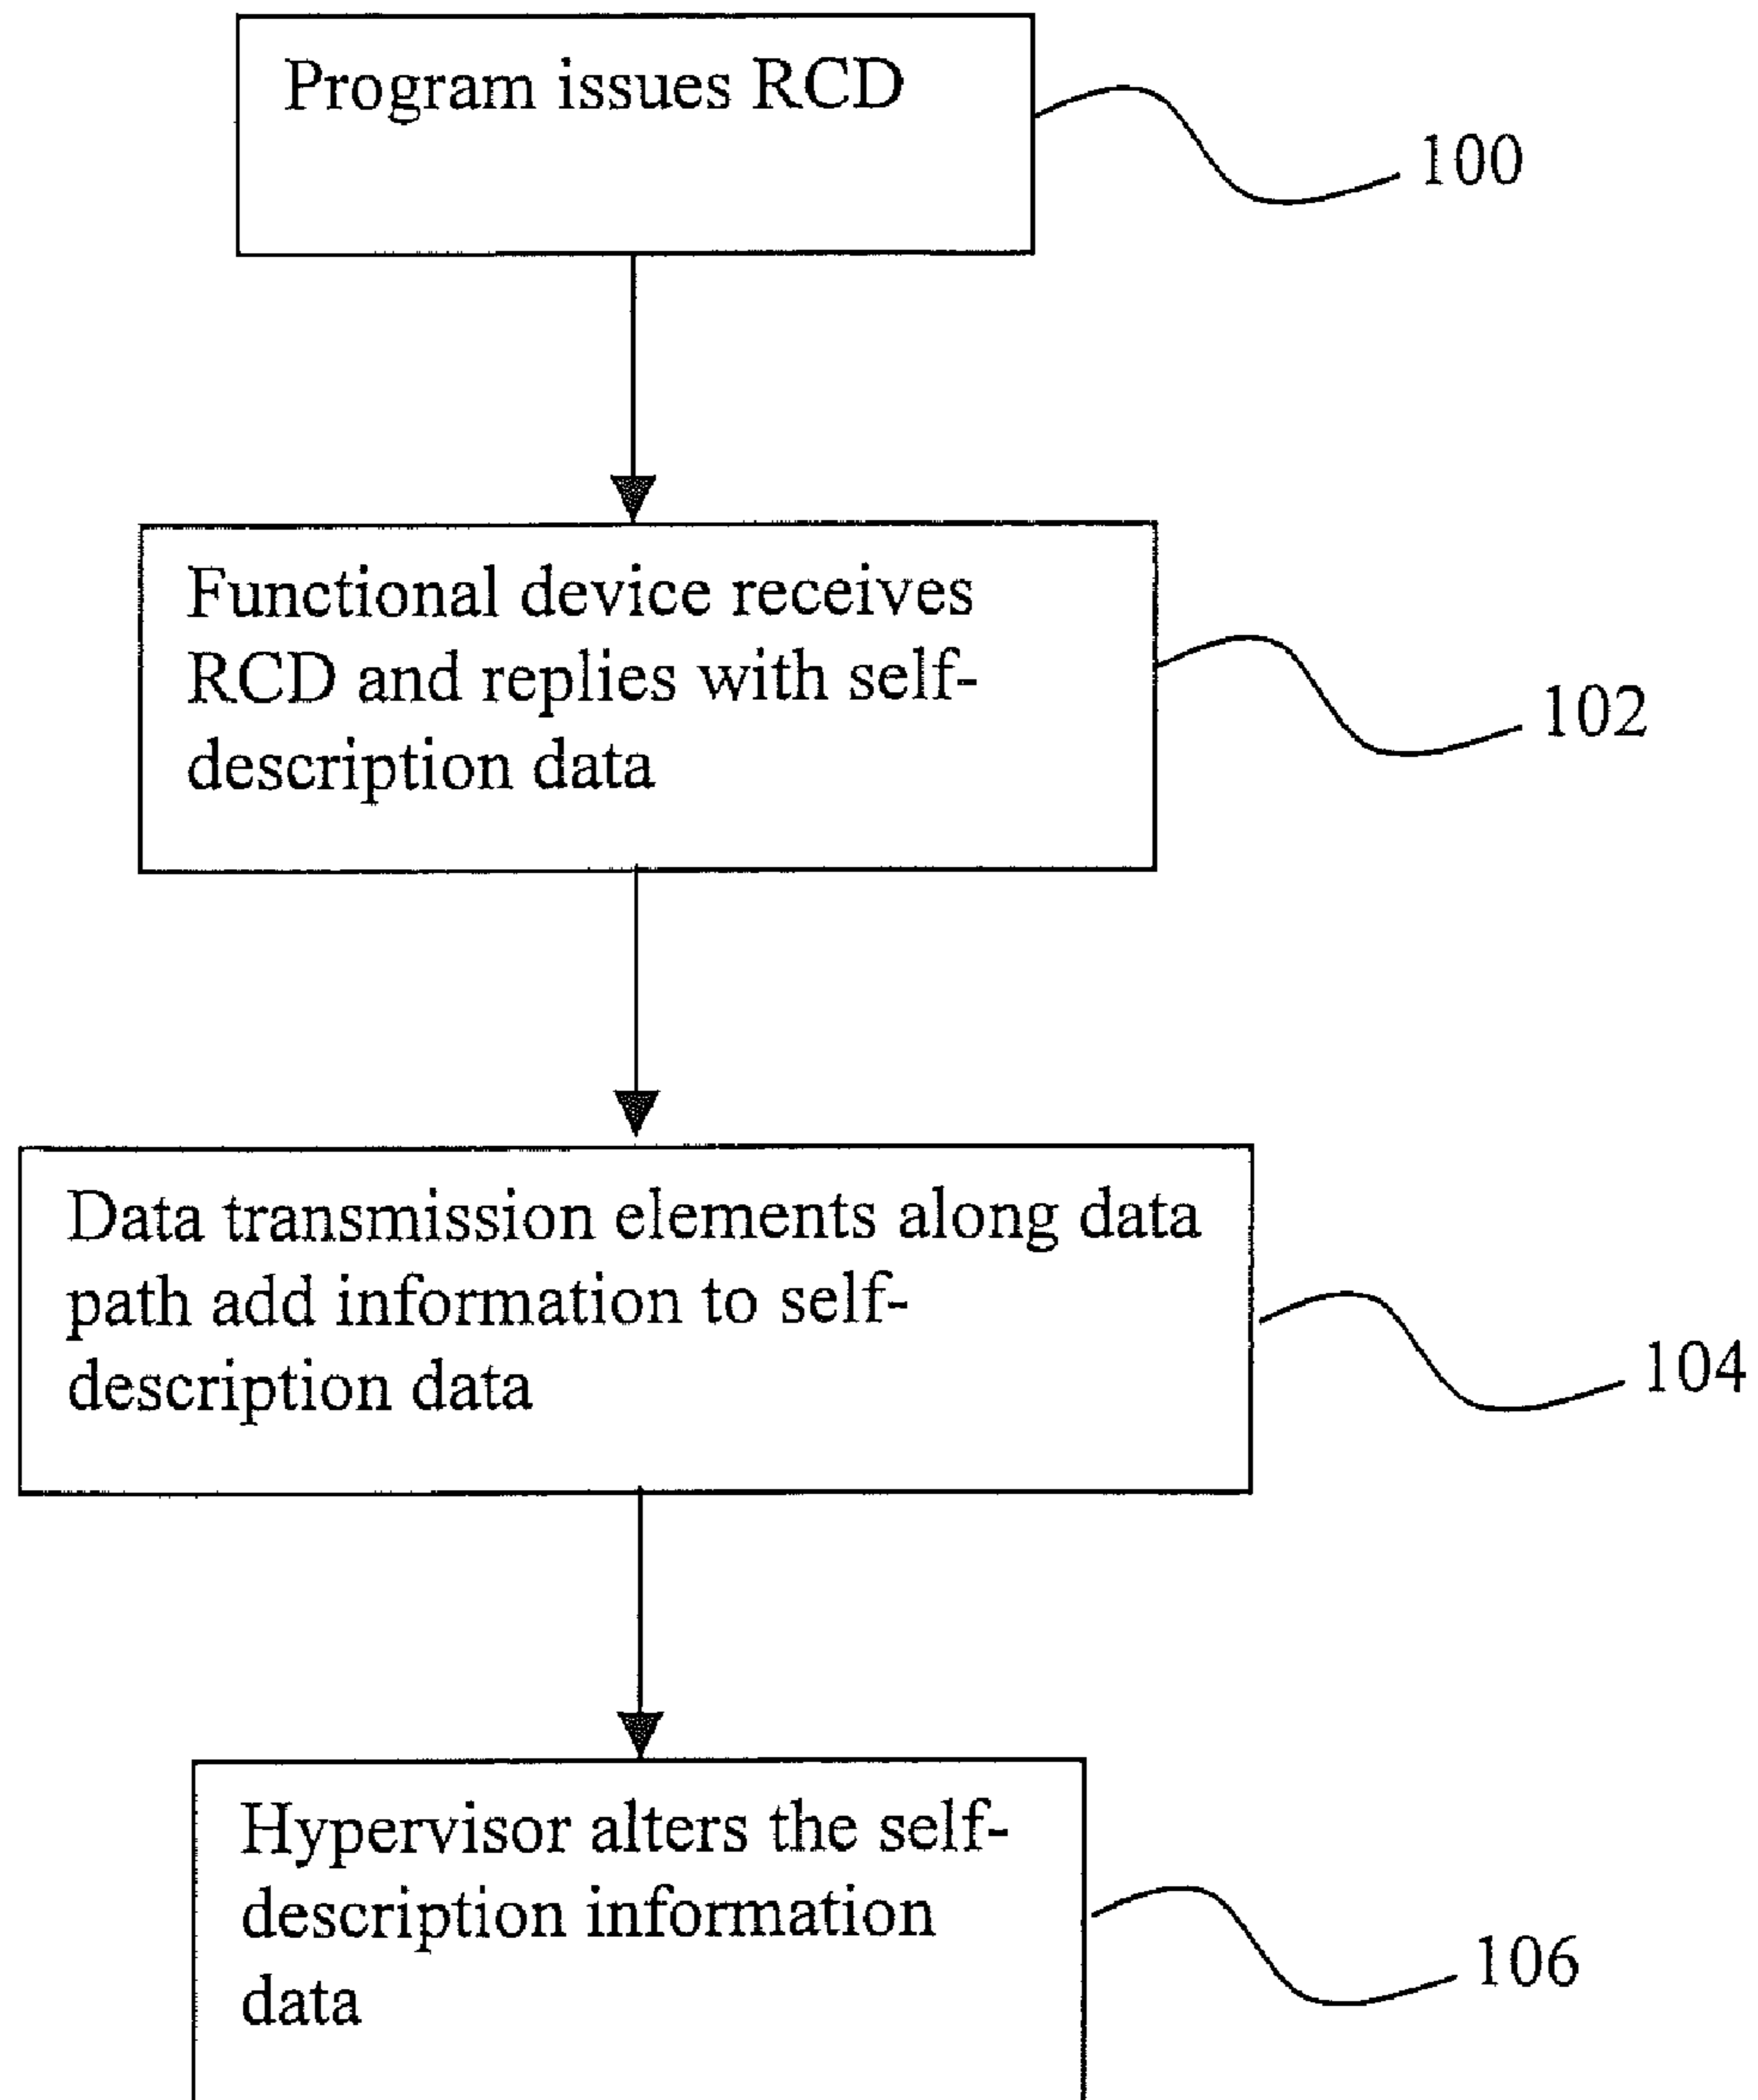 Program issues RCD
100
Functional device receives
RCD and replies with self-
description data
102
Data transmission elements along data
path add information to self-
description data
104
Hypervisor alters the self-
description information
data
106